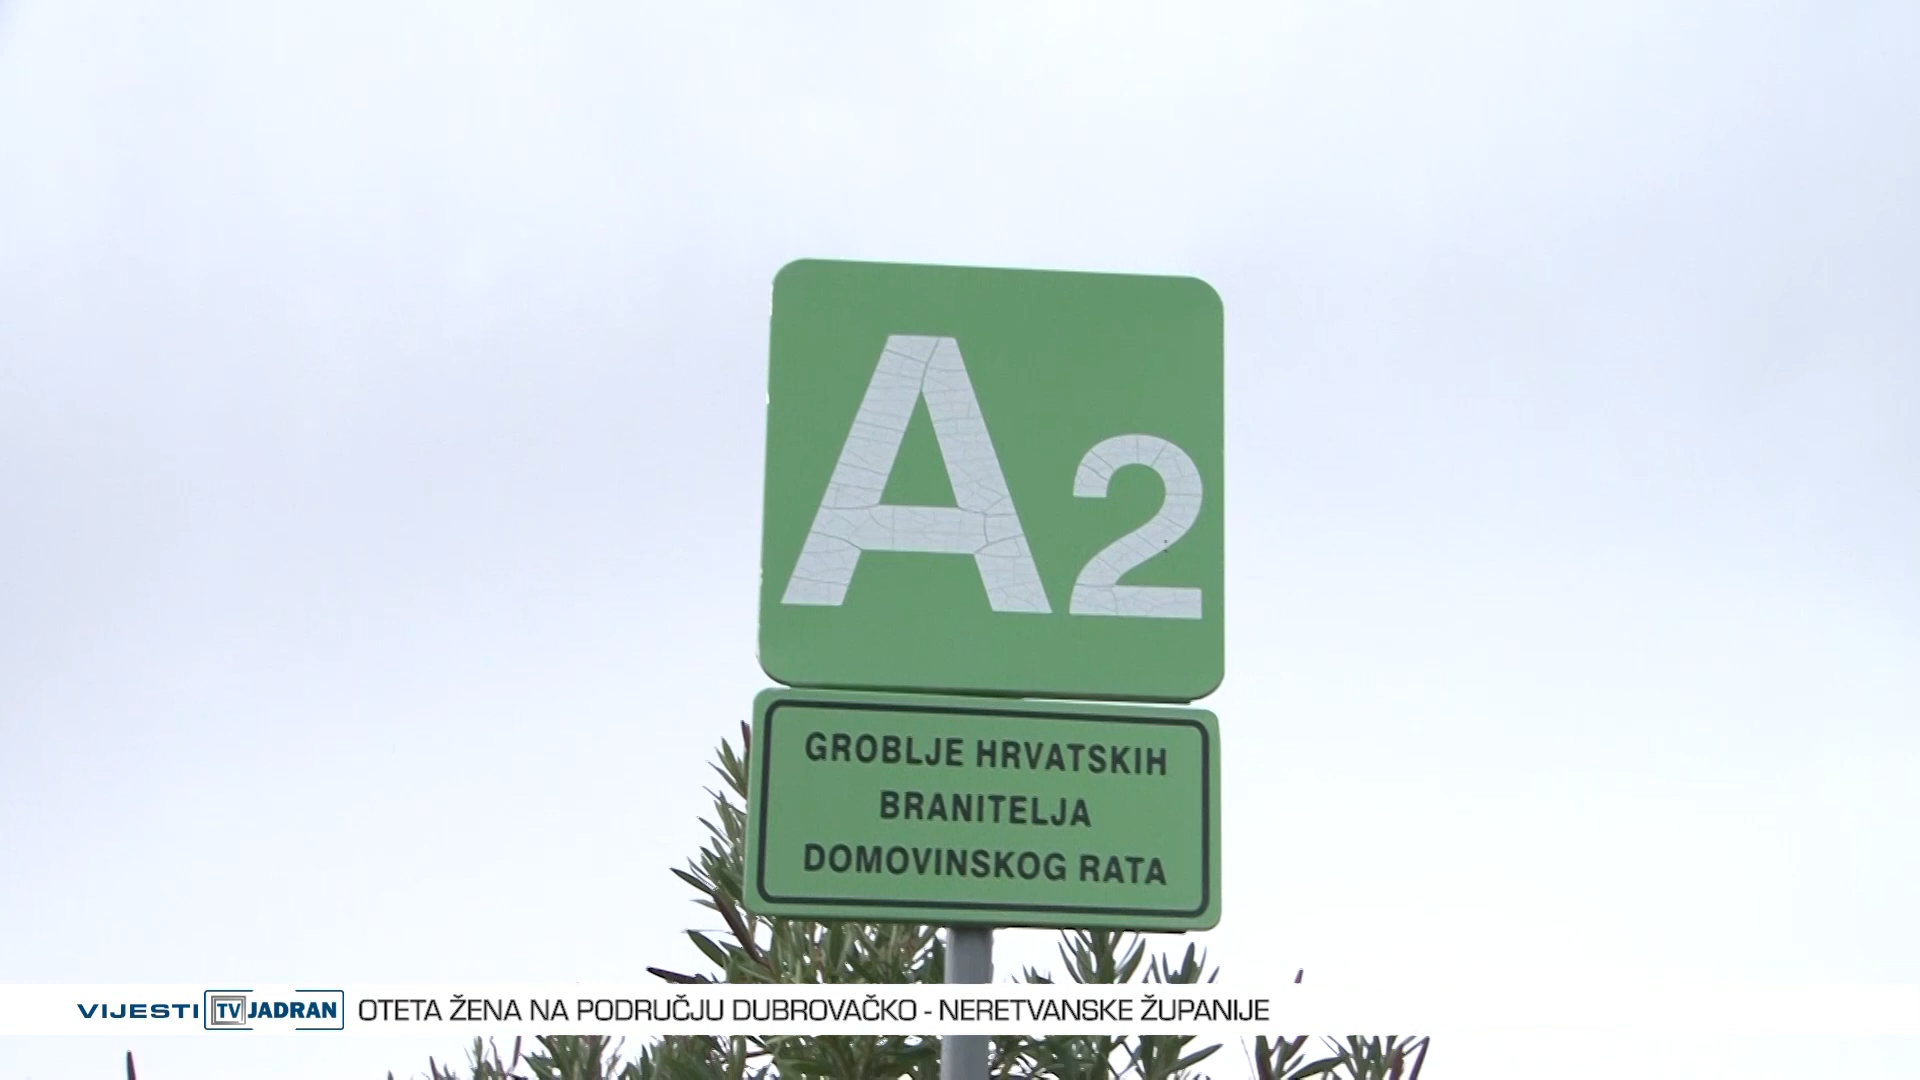 A2
GROBLJE HRVATSKIH
BRANITELJA
DOMOVINSKOG RATA
VIJESTI TV JADRAN OTETA ŽENA NA PODRUČJU DUBROVAČKO - NERETVANSKE ŽUPANIJE